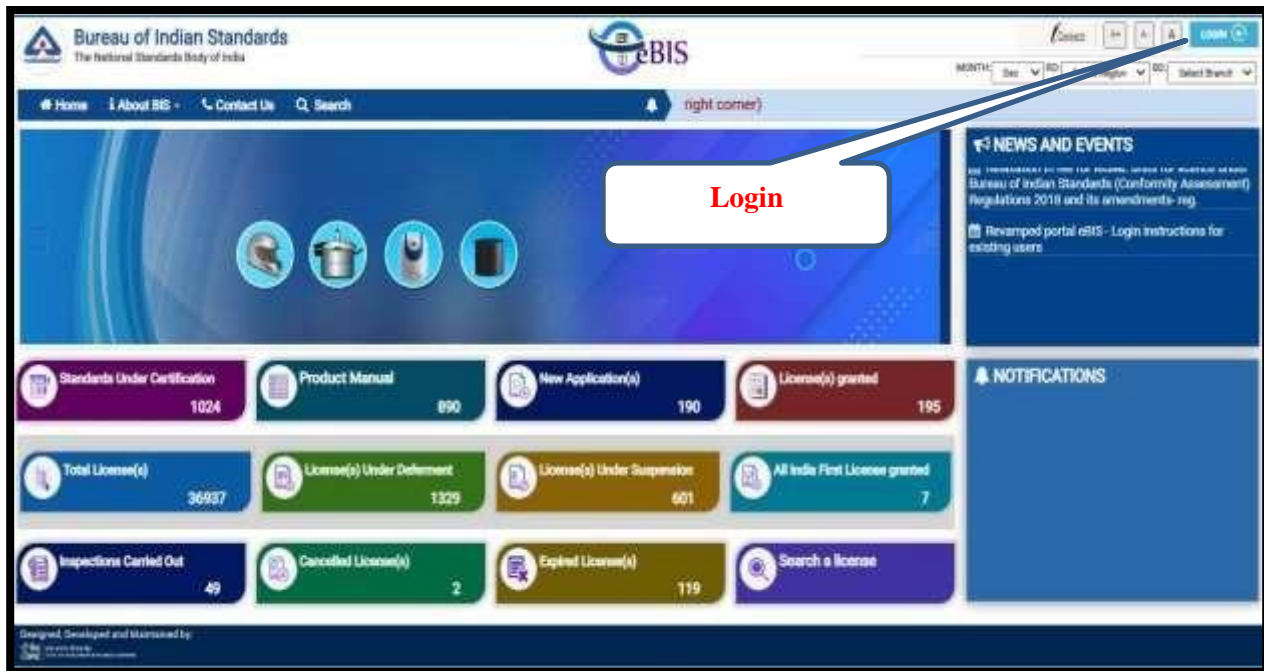 Bureau of Indian Standards
The National Standards Body of India
eBIS
A+ A- A LOGIN
MONTH: Dec RO: Region BO: Select Branch
Home About BIS Contact Us Search
right corner)
Login
NEWS AND EVENTS
Bureau of Indian Standards (Conformity Assessment)
Regulations 2018 and its amendments- reg.
Revamped portal eBIS - Login instructions for
existing users
Standards Under Certification
1024
Product Manual
890
New Application(s)
190
License(s) granted
195
NOTIFICATIONS
Total License(s)
36937
License(s) Under Deferment
1329
License(s) Under Suspension
601
All India First License granted
7
Inspections Carried Out
49
Cancelled License(s)
2
Expired License(s)
119
Search a license
Designed, Developed and Maintained by: